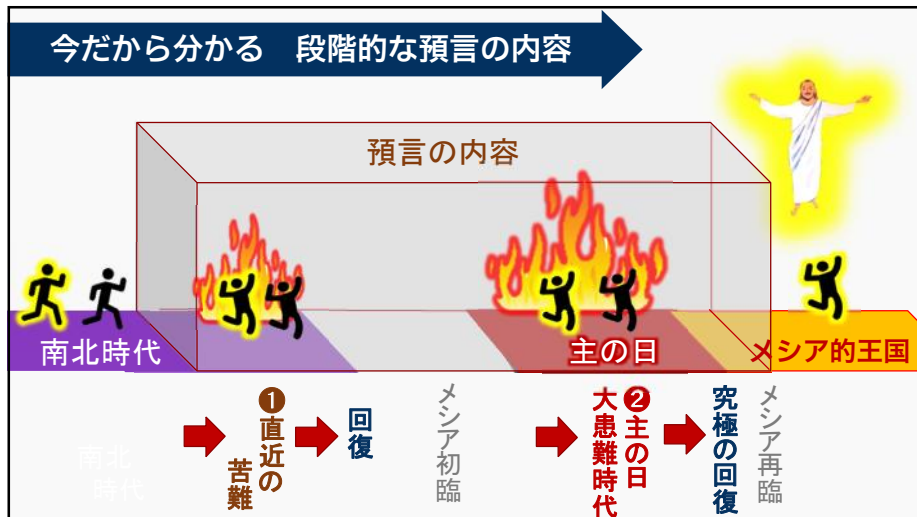 今だから分かる　段階的な預言の内容
預言の内容
南北時代
主の日
メシア的王国
❶直近の
苦難
回復
メシア初臨
❷主の日
大患難時代
究極の回復
メシア再臨
南北
時代